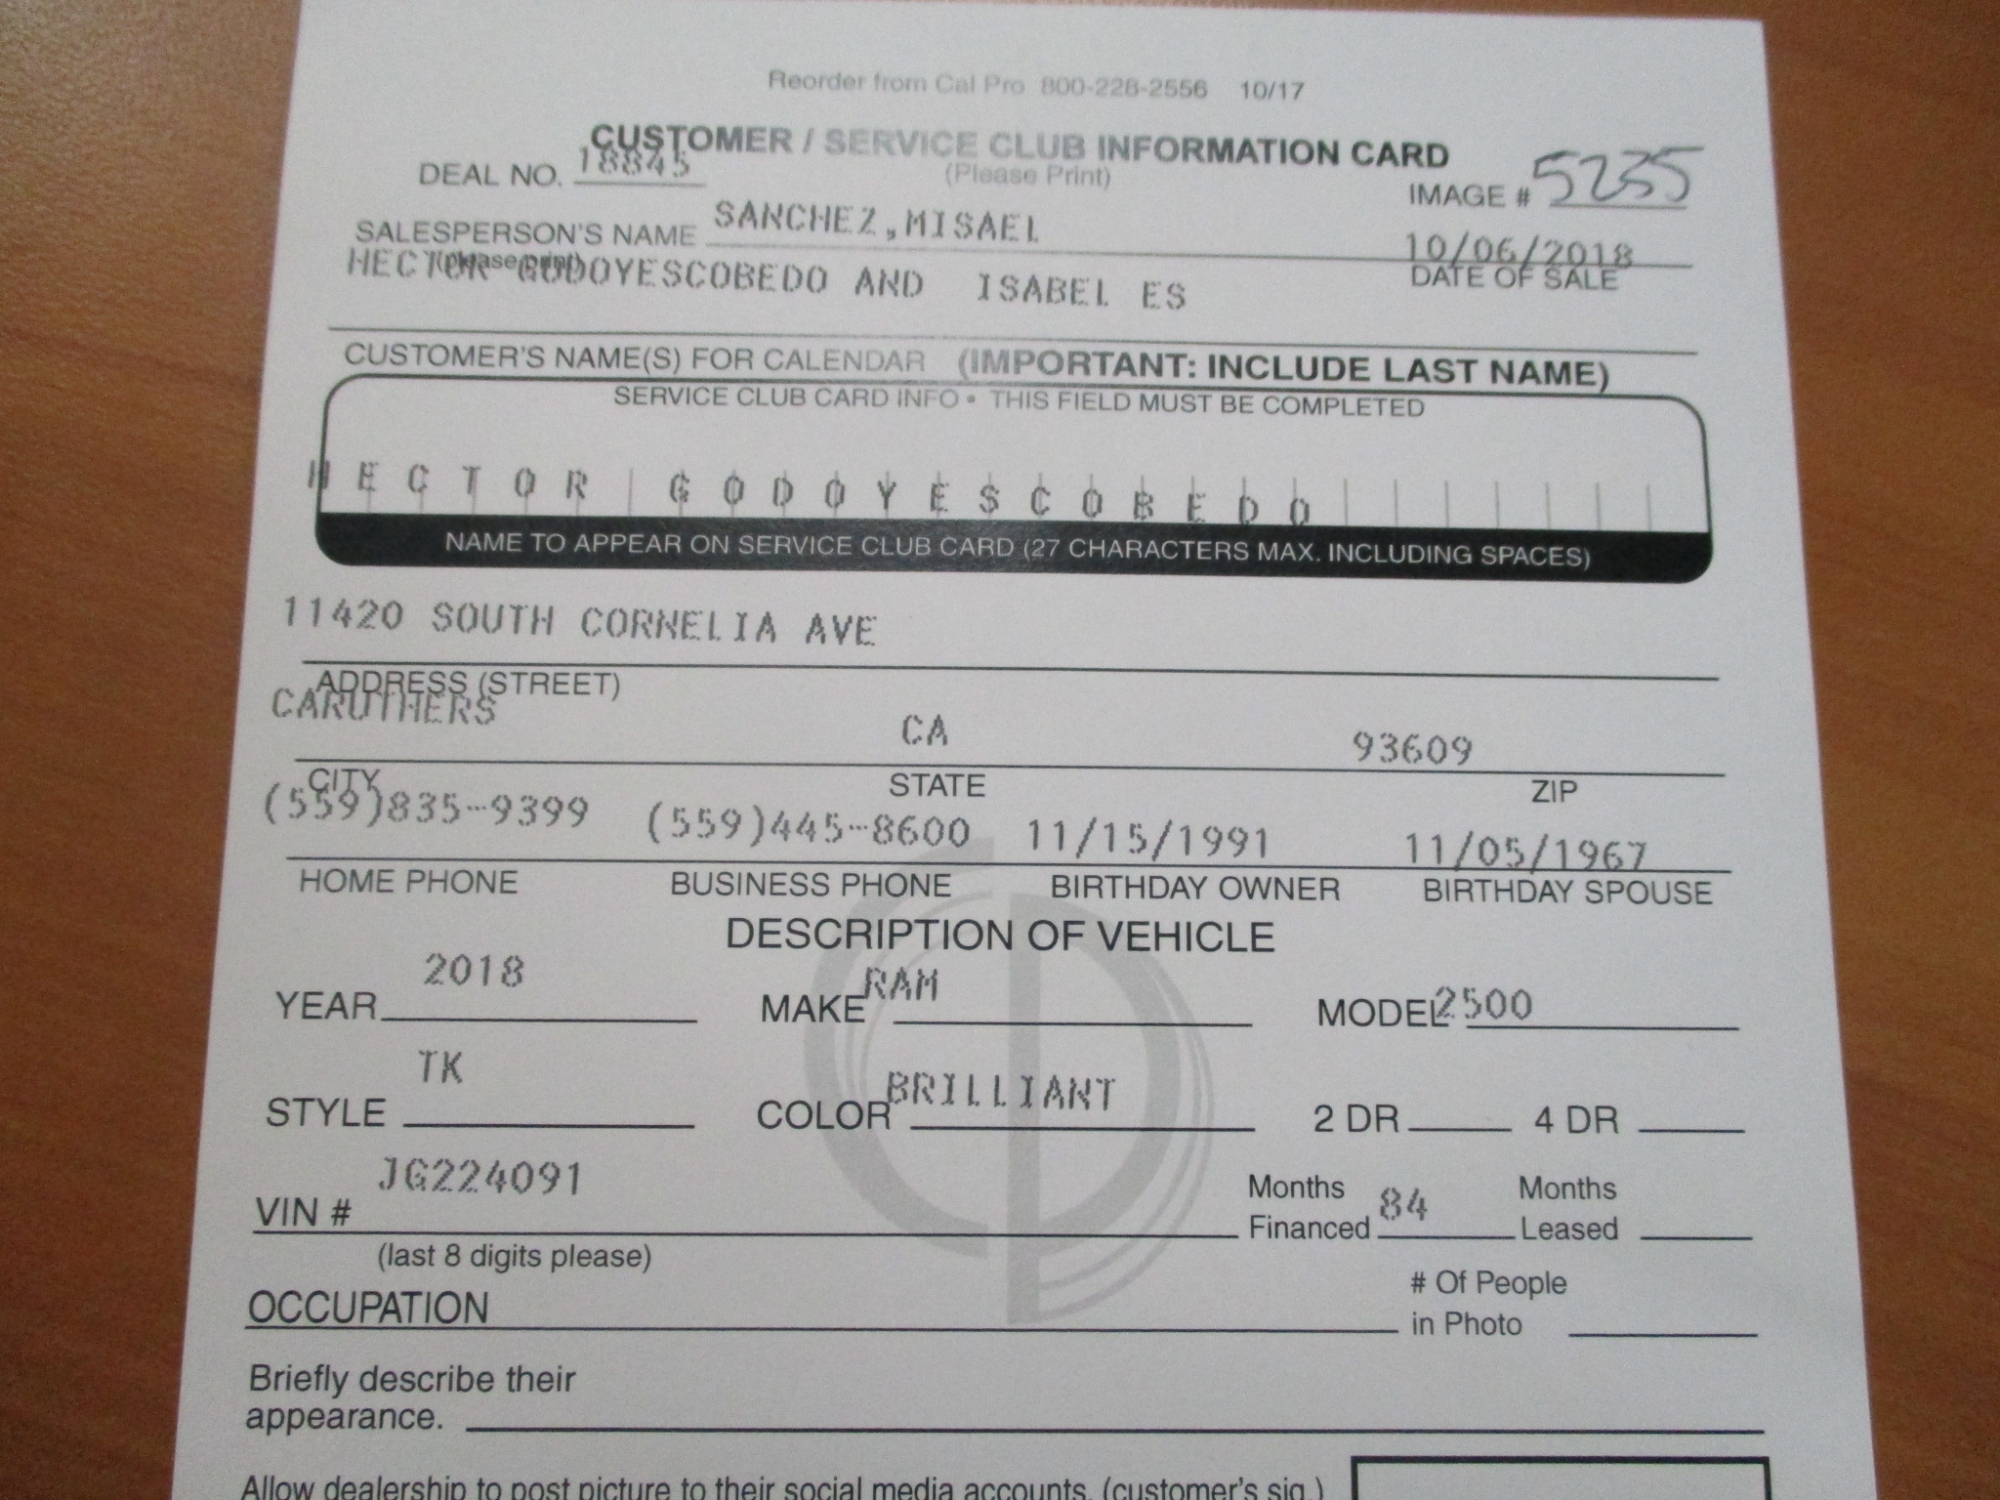 Reorder from Cal Pro 800-228-2556 10/17
CUSTOMER / SERVICE CLUB INFORMATION CARD
(Please Print)
DEAL NO. 18845
IMAGE # 5235
SALESPERSON'S NAME SANCHEZ,MISAEL
(please print)
10/06/2018
DATE OF SALE
HECTOR GODOYESCOBEDO AND ISABEL ES
CUSTOMER'S NAME(S) FOR CALENDAR (IMPORTANT: INCLUDE LAST NAME)
SERVICE CLUB CARD INFO • THIS FIELD MUST BE COMPLETED
HECTOR GODOYESCOBEDO
NAME TO APPEAR ON SERVICE CLUB CARD (27 CHARACTERS MAX. INCLUDING SPACES)
11420 SOUTH CORNELIA AVE
ADDRESS (STREET)
CARUTHERS CA 93609
CITY STATE ZIP
(559)835-9399 (559)445-8600 11/15/1991 11/05/1967
HOME PHONE BUSINESS PHONE BIRTHDAY OWNER BIRTHDAY SPOUSE
DESCRIPTION OF VEHICLE
YEAR 2018 MAKE RAM MODEL 2500
STYLE TK COLOR BRILLIANT 2 DR 4 DR
VIN # JG224091 Months Financed 84 Months Leased
(last 8 digits please)
OCCUPATION # Of People in Photo
Briefly describe their
appearance.
Allow dealership to post picture to their social media accounts. (customer's sig.)